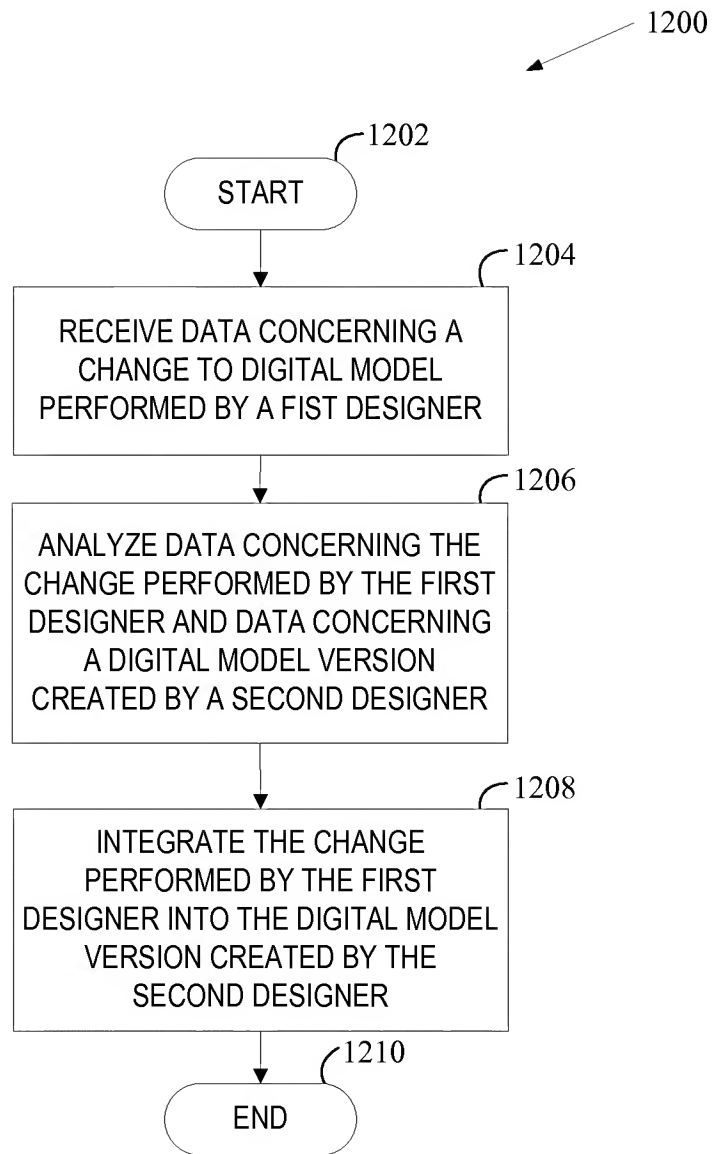 1200
1202
START
1204
RECEIVE DATA CONCERNING A
CHANGE TO DIGITAL MODEL
PERFORMED BY A FIST DESIGNER
1206
ANALYZE DATA CONCERNING THE
CHANGE PERFORMED BY THE FIRST
DESIGNER AND DATA CONCERNING
A DIGITAL MODEL VERSION
CREATED BY A SECOND DESIGNER
1208
INTEGRATE THE CHANGE
PERFORMED BY THE FIRST
DESIGNER INTO THE DIGITAL MODEL
VERSION CREATED BY THE
SECOND DESIGNER
1210
END